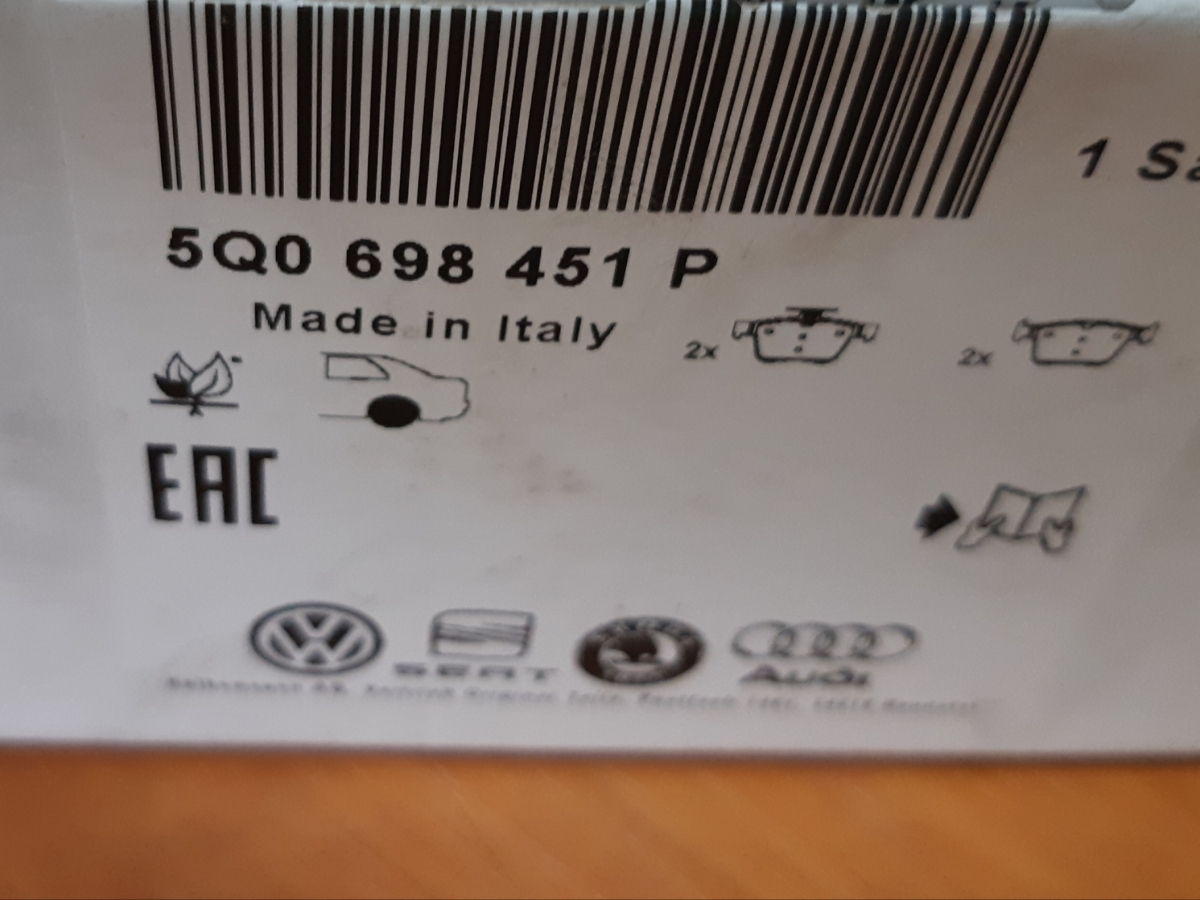 1 Sa
5Q0 698 451 P
Made in Italy
2x
2x
EAC
SEAT
AUDI